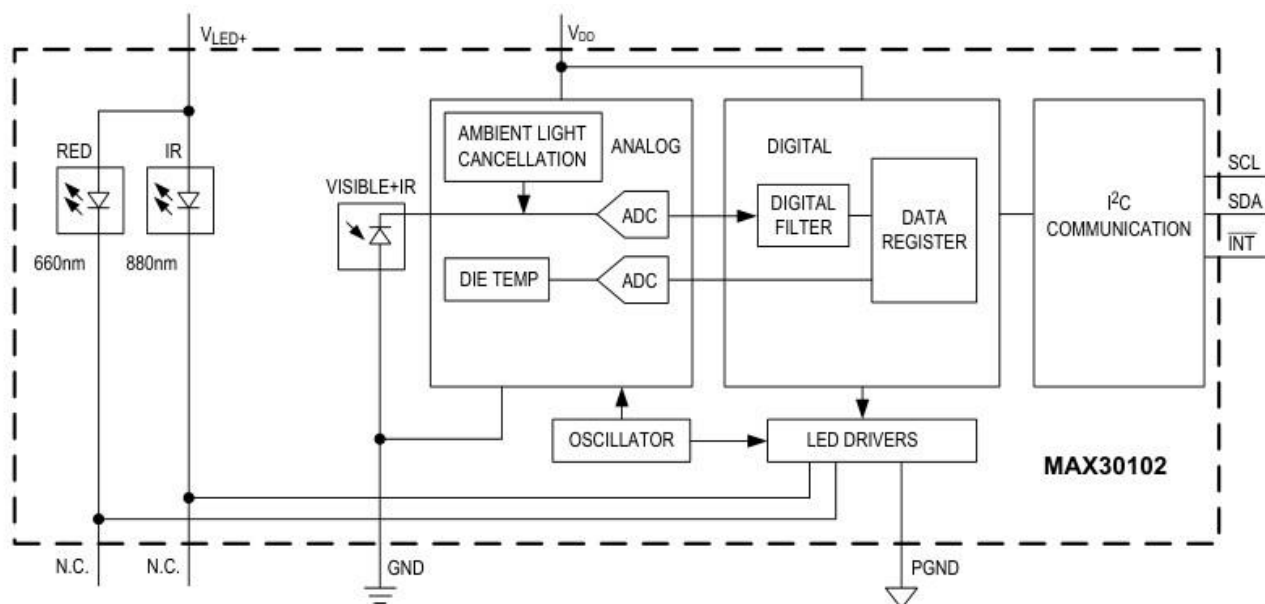 VLED+
VDD
RED
IR
660nm
880nm
VISIBLE+IR
AMBIENT LIGHT
CANCELLATION
ANALOG
ADC
DIE TEMP
ADC
DIGITAL
DIGITAL
FILTER
DATA
REGISTER
I²C
COMMUNICATION
SCL
SDA
INT
OSCILLATOR
LED DRIVERS
MAX30102
N.C.
N.C.
GND
PGND